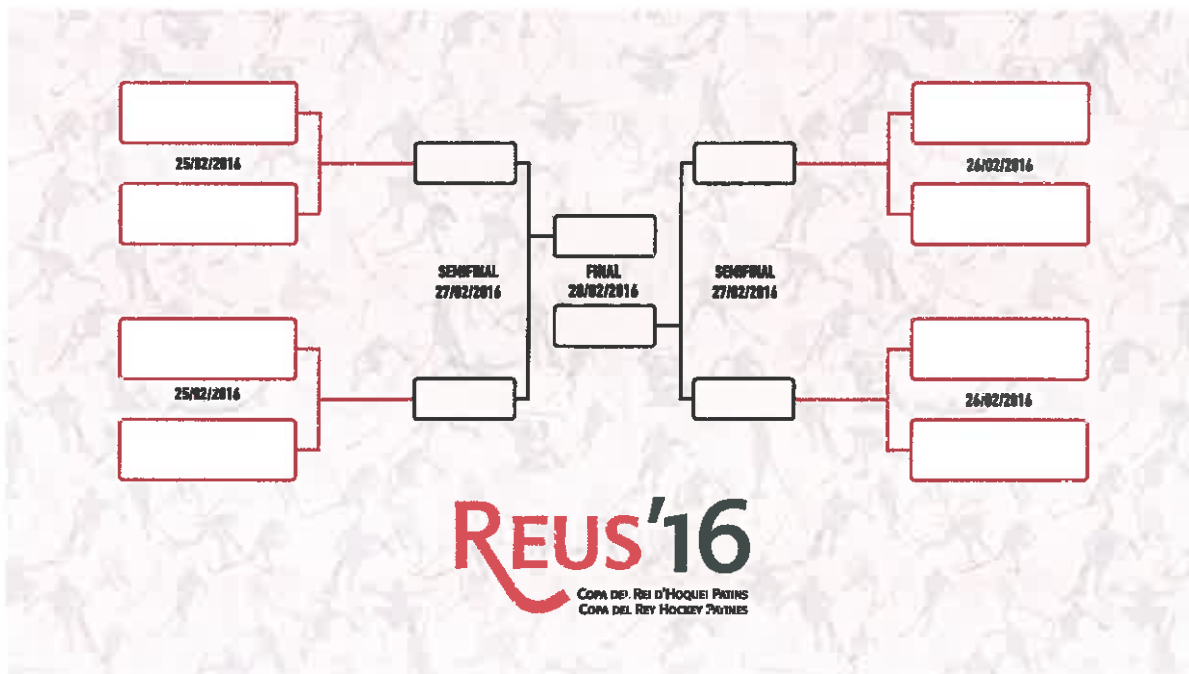 25/02/2016
26/02/2016
SEMIFINAL
27/02/2016
FINAL
28/02/2016
SEMIFINAL
27/02/2016
25/02/2016
26/02/2016
REUS'16
COPA DEL REI D'HOQUEI PATINS
COPA DEL REY HOCKEY PATINES